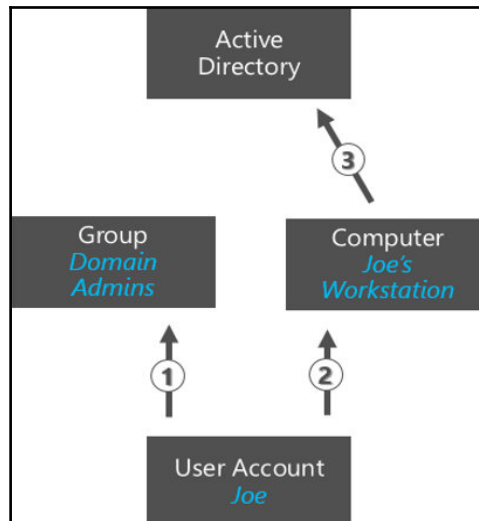 Active
Directory
3
Group
Domain
Admins
Computer
Joe's
Workstation
1
2
User Account
Joe